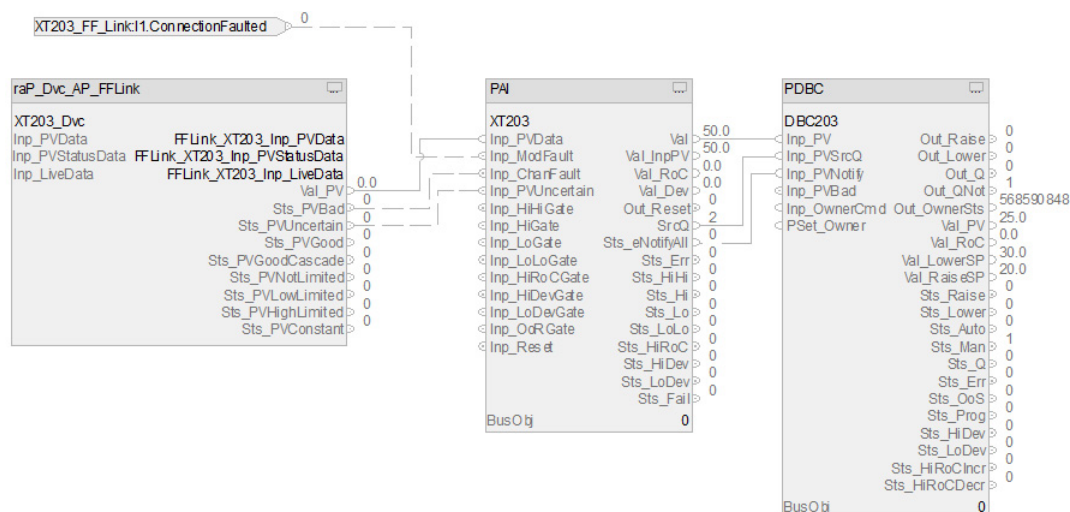 0
XT203_FF_Link:I1.ConnectionFaulted
raP_Dvc_AP_FFLink
XT203_Dvc
Inp_PVData FFLink_XT203_Inp_PVData
Inp_PVStatusData FFLink_XT203_Inp_PVStatusData
Inp_LiveData FFLink_XT203_Inp_LiveData
Val_PV 0.0
Sts_PVBad 0
Sts_PVUncertain 0
Sts_PVGood 0
Sts_PVGoodCascade 0
Sts_PVNotLimited 0
Sts_PVLowLimited 0
Sts_PVHighLimited 0
Sts_PVConstant 0
PAI
XT203
Inp_PVData Val 50.0
Inp_ModFault Val_InpPV 50.0
Inp_ChanFault Val_RoC 0.0
Inp_PVUncertain Val_Dev 0.0
Inp_HiHiGate Out_Reset 0
Inp_HiGate SrcQ 2
Inp_LoGate Sts_eNotifyAll 0
Inp_LoLoGate Sts_Err 0
Inp_HiRoCGate Sts_HiHi 0
Inp_HiDevGate Sts_Hi 0
Inp_LoDevGate Sts_Lo 0
Inp_OoRGate Sts_LoLo 0
Inp_Reset Sts_HiRoC 0
Sts_HiDev 0
Sts_LoDev 0
Sts_Fail 0
BusObj 0
PDBC
DBC203
Inp_PV Out_Raise 0
Inp_PVSrcQ Out_Lower 0
Inp_PVNotify Out_Q 0
Inp_PVBad Out_QNot 1
Inp_OwnerCmd Out_OwnerSts 568590848
PSet_Owner Val_PV 25.0
Val_RoC 0.0
Val_LowerSP 30.0
Val_RaiseSP 20.0
Sts_Raise 0
Sts_Lower 0
Sts_Auto 0
Sts_Man 1
Sts_Q 0
Sts_Err 0
Sts_OoS 0
Sts_Prog 0
Sts_HiDev 0
Sts_LoDev 0
Sts_HiRoCIncr 0
Sts_HiRoCDecr 0
BusObj 0